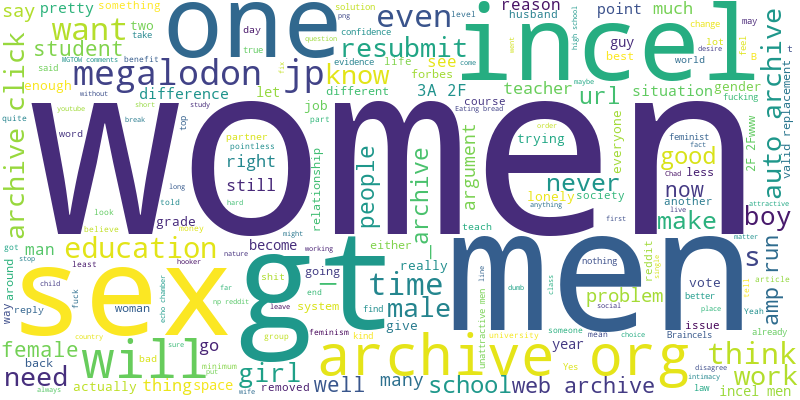 women
men
sex
gt
one
incel
archive org
will
megalodon jp
resubmit
even
know
want
student
say
pretty
something
two
take
day
true
solution
png
question
confidence
level
husband
reason
high school
change
may
desire
feel
point
much
guy
best
lot
world
see
forbes
MGTOW comments
benefit
said
enough
without
youtube
difference
let
life
evidence
come
different
job
part
course
Eating bread
3A 2F
teacher
url
situation
gender
fucking
auto archive
valid replacement
2F 2Fwww
archive click
quite
word
break
short
study
top
partner
pointless
right
still
hard
relationship
people
_archive
argument
trying
order
anything
never
lonely
society
everyone
feminist
fact
good
Chad
less
now
another
live
first
make
attractive
boy
s
matter
long
told
grade
look
believe
money
might
teach
got
stop
man
education
become
nature
working
hooker
least
around
way
child
fuck
reply
woman
echo chamber
far
np reddit
shit
going
end
leave
system
feminism
group
kind
either
really
time
male
find
give
line
unattractive men
dumb
class
nothing
social
problem
reddit
single
vote
better
place
tell
issue
article
Yeah
already
amp run
country
female
back
sure
bad
minimum
put
go
girl
university
Yes
someone
year
mean
choice
Braincels
disagree
intimacy
law
think
work
incel men
need
always
actually
thing
space
wife
removed
well
many
school
web archive